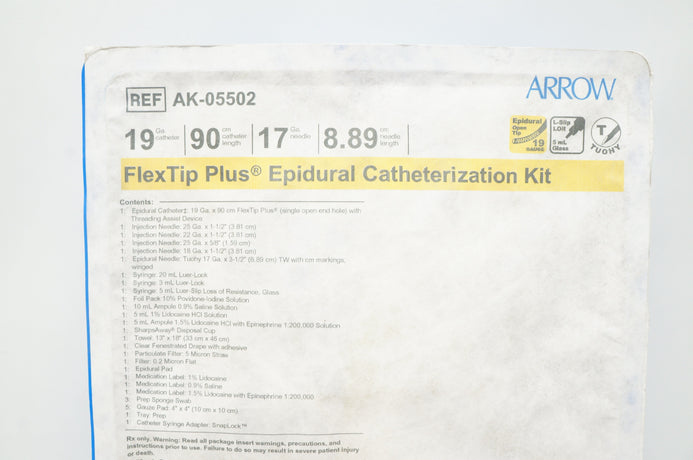 ARROW
REF AK-05502
19 Ga. catheter 90 cm catheter length 17 Ga. needle 8.89 cm needle length
Epidural Open Tip 19 GAUGE
L-Slip LOR 5 mL Glass
T TUOHY
FlexTip Plus® Epidural Catheterization Kit
Contents:
1: Epidural Catheter‡: 19 Ga. x 90 cm FlexTip Plus® (single open end hole) with
Threading Assist Device
1: Injection Needle: 25 Ga. x 1-1/2" (3.81 cm)
1: Injection Needle: 22 Ga. x 1-1/2" (3.81 cm)
1: Injection Needle: 25 Ga. x 5/8" (1.59 cm)
1: Injection Needle: 18 Ga. x 1-1/2" (3.81 cm)
1: Epidural Needle: Tuohy 17 Ga. x 3-1/2" (8.89 cm) TW with cm markings,
winged
1: Syringe: 20 mL Luer-Lock
1: Syringe: 3 mL Luer-Lock
1: Syringe: 5 mL Luer-Slip Loss of Resistance, Glass
1: Foil Pack 10% Povidone-Iodine Solution
1: 10 mL Ampule 0.9% Saline Solution
1: 5 mL 1% Lidocaine HCl Solution
1: 5 mL Ampule 1.5% Lidocaine HCl with Epinephrine 1:200,000 Solution
1: SharpsAway® Disposal Cup
1: Towel: 13" x 18" (33 cm x 46 cm)
1: Clear Fenestrated Drape with adhesive
1: Particulate Filter: 5 Micron Straw
1: Filter: 0.2 Micron Flat
1: Epidural Pad
1: Medication Label: 1% Lidocaine
1: Medication Label: 0.9% Saline
1: Medication Label: 1.5% Lidocaine with Epinephrine 1:200,000
3: Prep Sponge Swab
5: Gauze Pad: 4" x 4" (10 cm x 10 cm)
1: Tray: Prep
1: Catheter Syringe Adapter: SnapLock™
Rx only. Warning: Read all package insert warnings, precautions, and
instructions prior to use. Failure to do so may result in severe patient injury
or death.